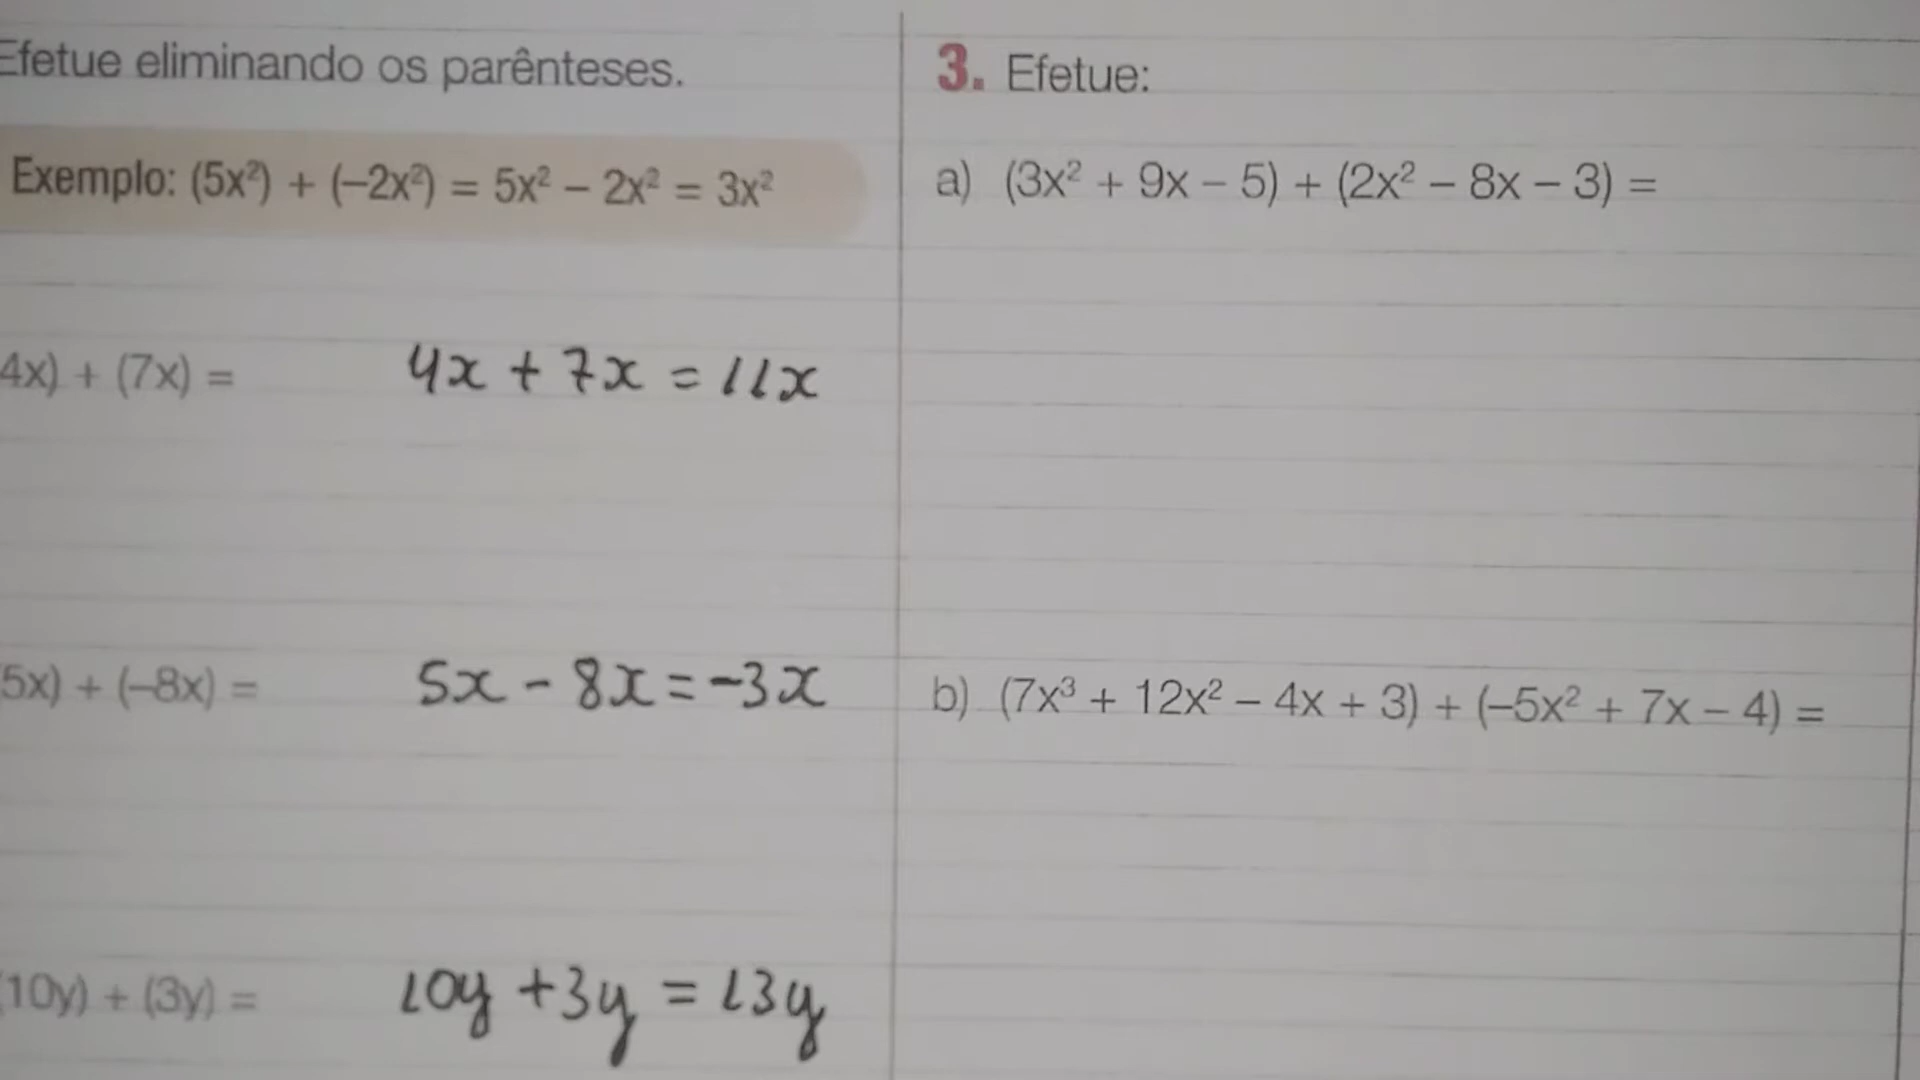 Efetue eliminando os parênteses.
Exemplo: (5x²) + (–2x²) = 5x² – 2x² = 3x²
4x) + (7x) = 4x + 7x = 11x
5x) + (–8x) = 5x - 8x = -3x
(10y) + (3y) = 10y + 3y = 13y
3. Efetue:
a) (3x² + 9x – 5) + (2x² – 8x – 3) =
b) (7x³ + 12x² – 4x + 3) + (–5x² + 7x – 4) =